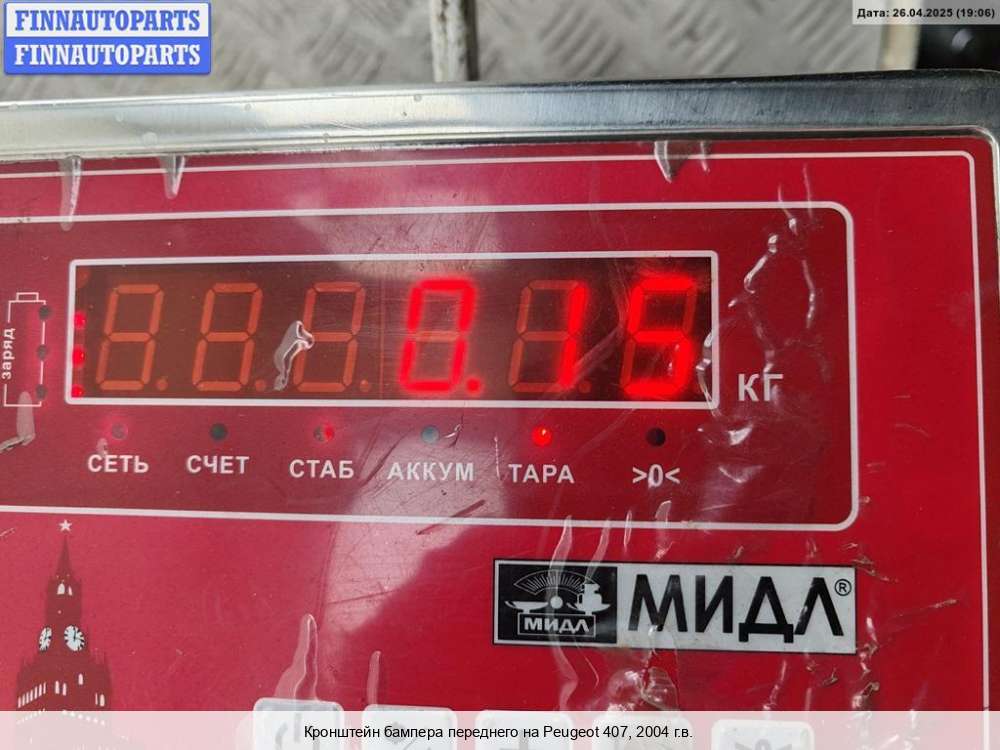 FINNAUTOPARTS
FINNAUTOPARTS
Дата: 26.04.2025 (19:06)
заряд
0.15
КГ
СЕТЬ СЧЕТ СТАБ АККУМ ТАРА >0<
МИДЛ
МИДЛ®
Кронштейн бампера переднего на Peugeot 407, 2004 г.в.